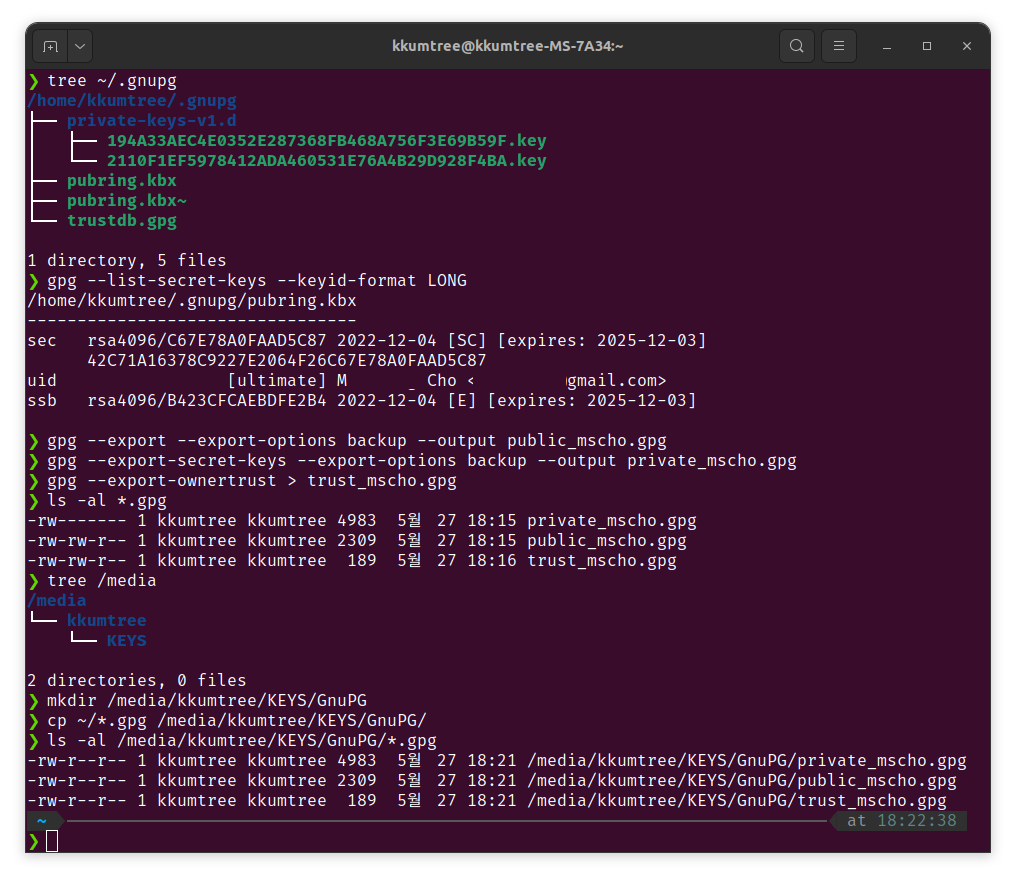 kkumtree@kkumtree-MS-7A34:~
❯ tree ~/.gnupg
/home/kkumtree/.gnupg
├── private-keys-v1.d
│   ├── 194A33AEC4E0352E287368FB468A756F3E69B59F.key
│   └── 2110F1EF5978412ADA460531E76A4B29D928F4BA.key
├── pubring.kbx
├── pubring.kbx~
└── trustdb.gpg
1 directory, 5 files
❯ gpg --list-secret-keys --keyid-format LONG
/home/kkumtree/.gnupg/pubring.kbx
---------------------------------
sec   rsa4096/C67E78A0FAAD5C87 2022-12-04 [SC] [expires: 2025-12-03]
      42C71A16378C9227E2064F26C67E78A0FAAD5C87
uid                 [ultimate] M      _ Cho <         @gmail.com>
ssb   rsa4096/B423CFCAEBDFE2B4 2022-12-04 [E] [expires: 2025-12-03]
❯ gpg --export --export-options backup --output public_mscho.gpg
❯ gpg --export-secret-keys --export-options backup --output private_mscho.gpg
❯ gpg --export-ownertrust > trust_mscho.gpg
❯ ls -al *.gpg
-rw------- 1 kkumtree kkumtree 4983  5월  27 18:15 private_mscho.gpg
-rw-rw-r-- 1 kkumtree kkumtree 2309  5월  27 18:15 public_mscho.gpg
-rw-rw-r-- 1 kkumtree kkumtree  189  5월  27 18:16 trust_mscho.gpg
❯ tree /media
/media
└── kkumtree
    └── KEYS
2 directories, 0 files
❯ mkdir /media/kkumtree/KEYS/GnuPG
❯ cp ~/*.gpg /media/kkumtree/KEYS/GnuPG/
❯ ls -al /media/kkumtree/KEYS/GnuPG/*.gpg
-rw-r--r-- 1 kkumtree kkumtree 4983  5월  27 18:21 /media/kkumtree/KEYS/GnuPG/private_mscho.gpg
-rw-r--r-- 1 kkumtree kkumtree 2309  5월  27 18:21 /media/kkumtree/KEYS/GnuPG/public_mscho.gpg
-rw-r--r-- 1 kkumtree kkumtree  189  5월  27 18:21 /media/kkumtree/KEYS/GnuPG/trust_mscho.gpg
~ at 18:22:38
❯